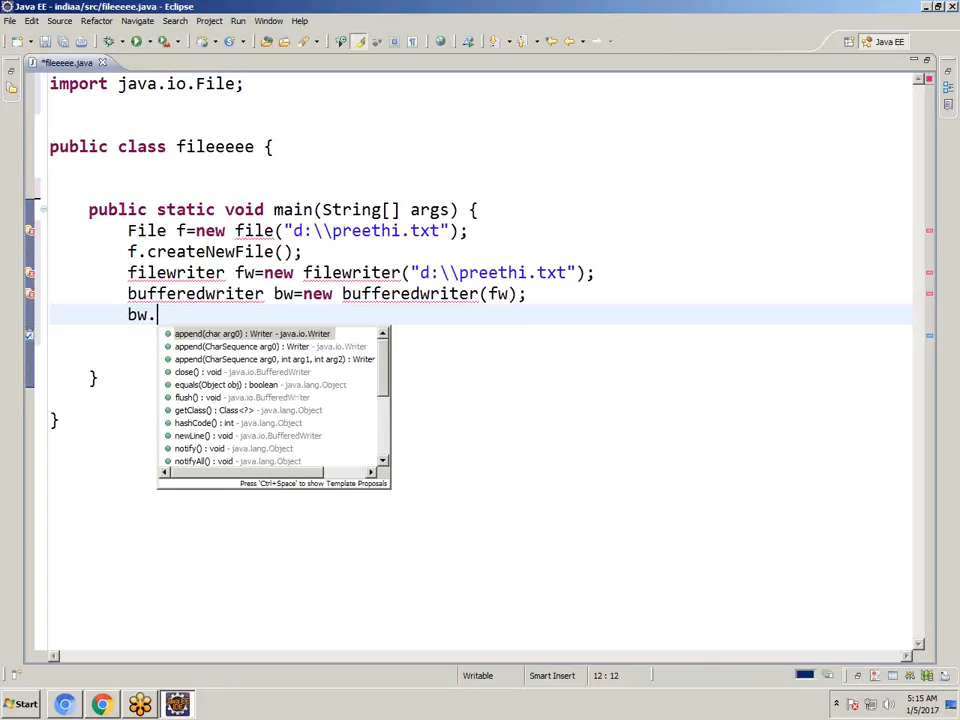 Java EE - indiaa/src/fileeeee.java - Eclipse
File Edit Source Refactor Navigate Search Project Run Window Help
Java EE
*fileeeee.java
import java.io.File;
public class fileeeee {
public static void main(String[] args) {
File f=new file("d:\\preethi.txt");
f.createNewFile();
filewriter fw=new filewriter("d:\\preethi.txt");
bufferedwriter bw=new bufferedwriter(fw);
bw.
append(char arg0) : Writer - java.io.Writer
append(CharSequence arg0) : Writer - java.io.Writer
append(CharSequence arg0, int arg1, int arg2) : Writer
close() : void - java.io.BufferedWriter
equals(Object obj) : boolean - java.lang.Object
flush() : void - java.io.BufferedWriter
getClass() : Class<?> - java.lang.Object
hashCode() : int - java.lang.Object
newLine() : void - java.io.BufferedWriter
notify() : void - java.lang.Object
notifyAll() : void - java.lang.Object
Press 'Ctrl+Space' to show Template Proposals
}
}
Writable Smart Insert 12 : 12
Start
5:15 AM
1/5/2017